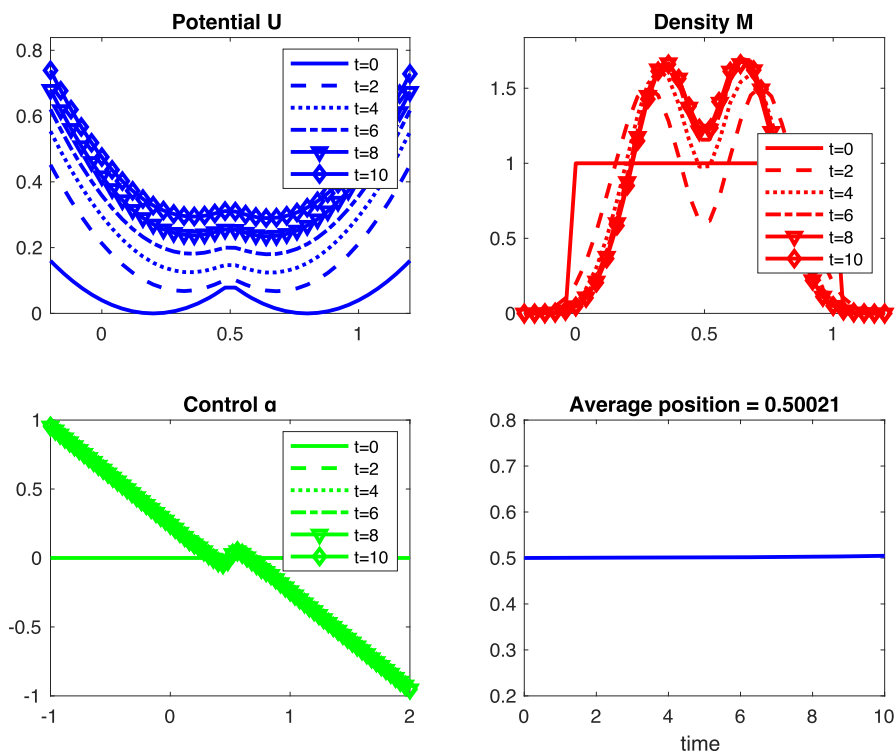 Potential U
0.8
0.6
0.4
0.2
0
0 0.5 1
t=0
t=2
t=4
t=6
t=8
t=10
Density M
1.5
1
0.5
0
0 0.5 1
t=0
t=2
t=4
t=6
t=8
t=10
Control α
1
0.5
0
-0.5
-1
-1 0 1 2
t=0
t=2
t=4
t=6
t=8
t=10
Average position = 0.50021
0.8
0.7
0.6
0.5
0.4
0.3
0.2
0 2 4 6 8 10
time